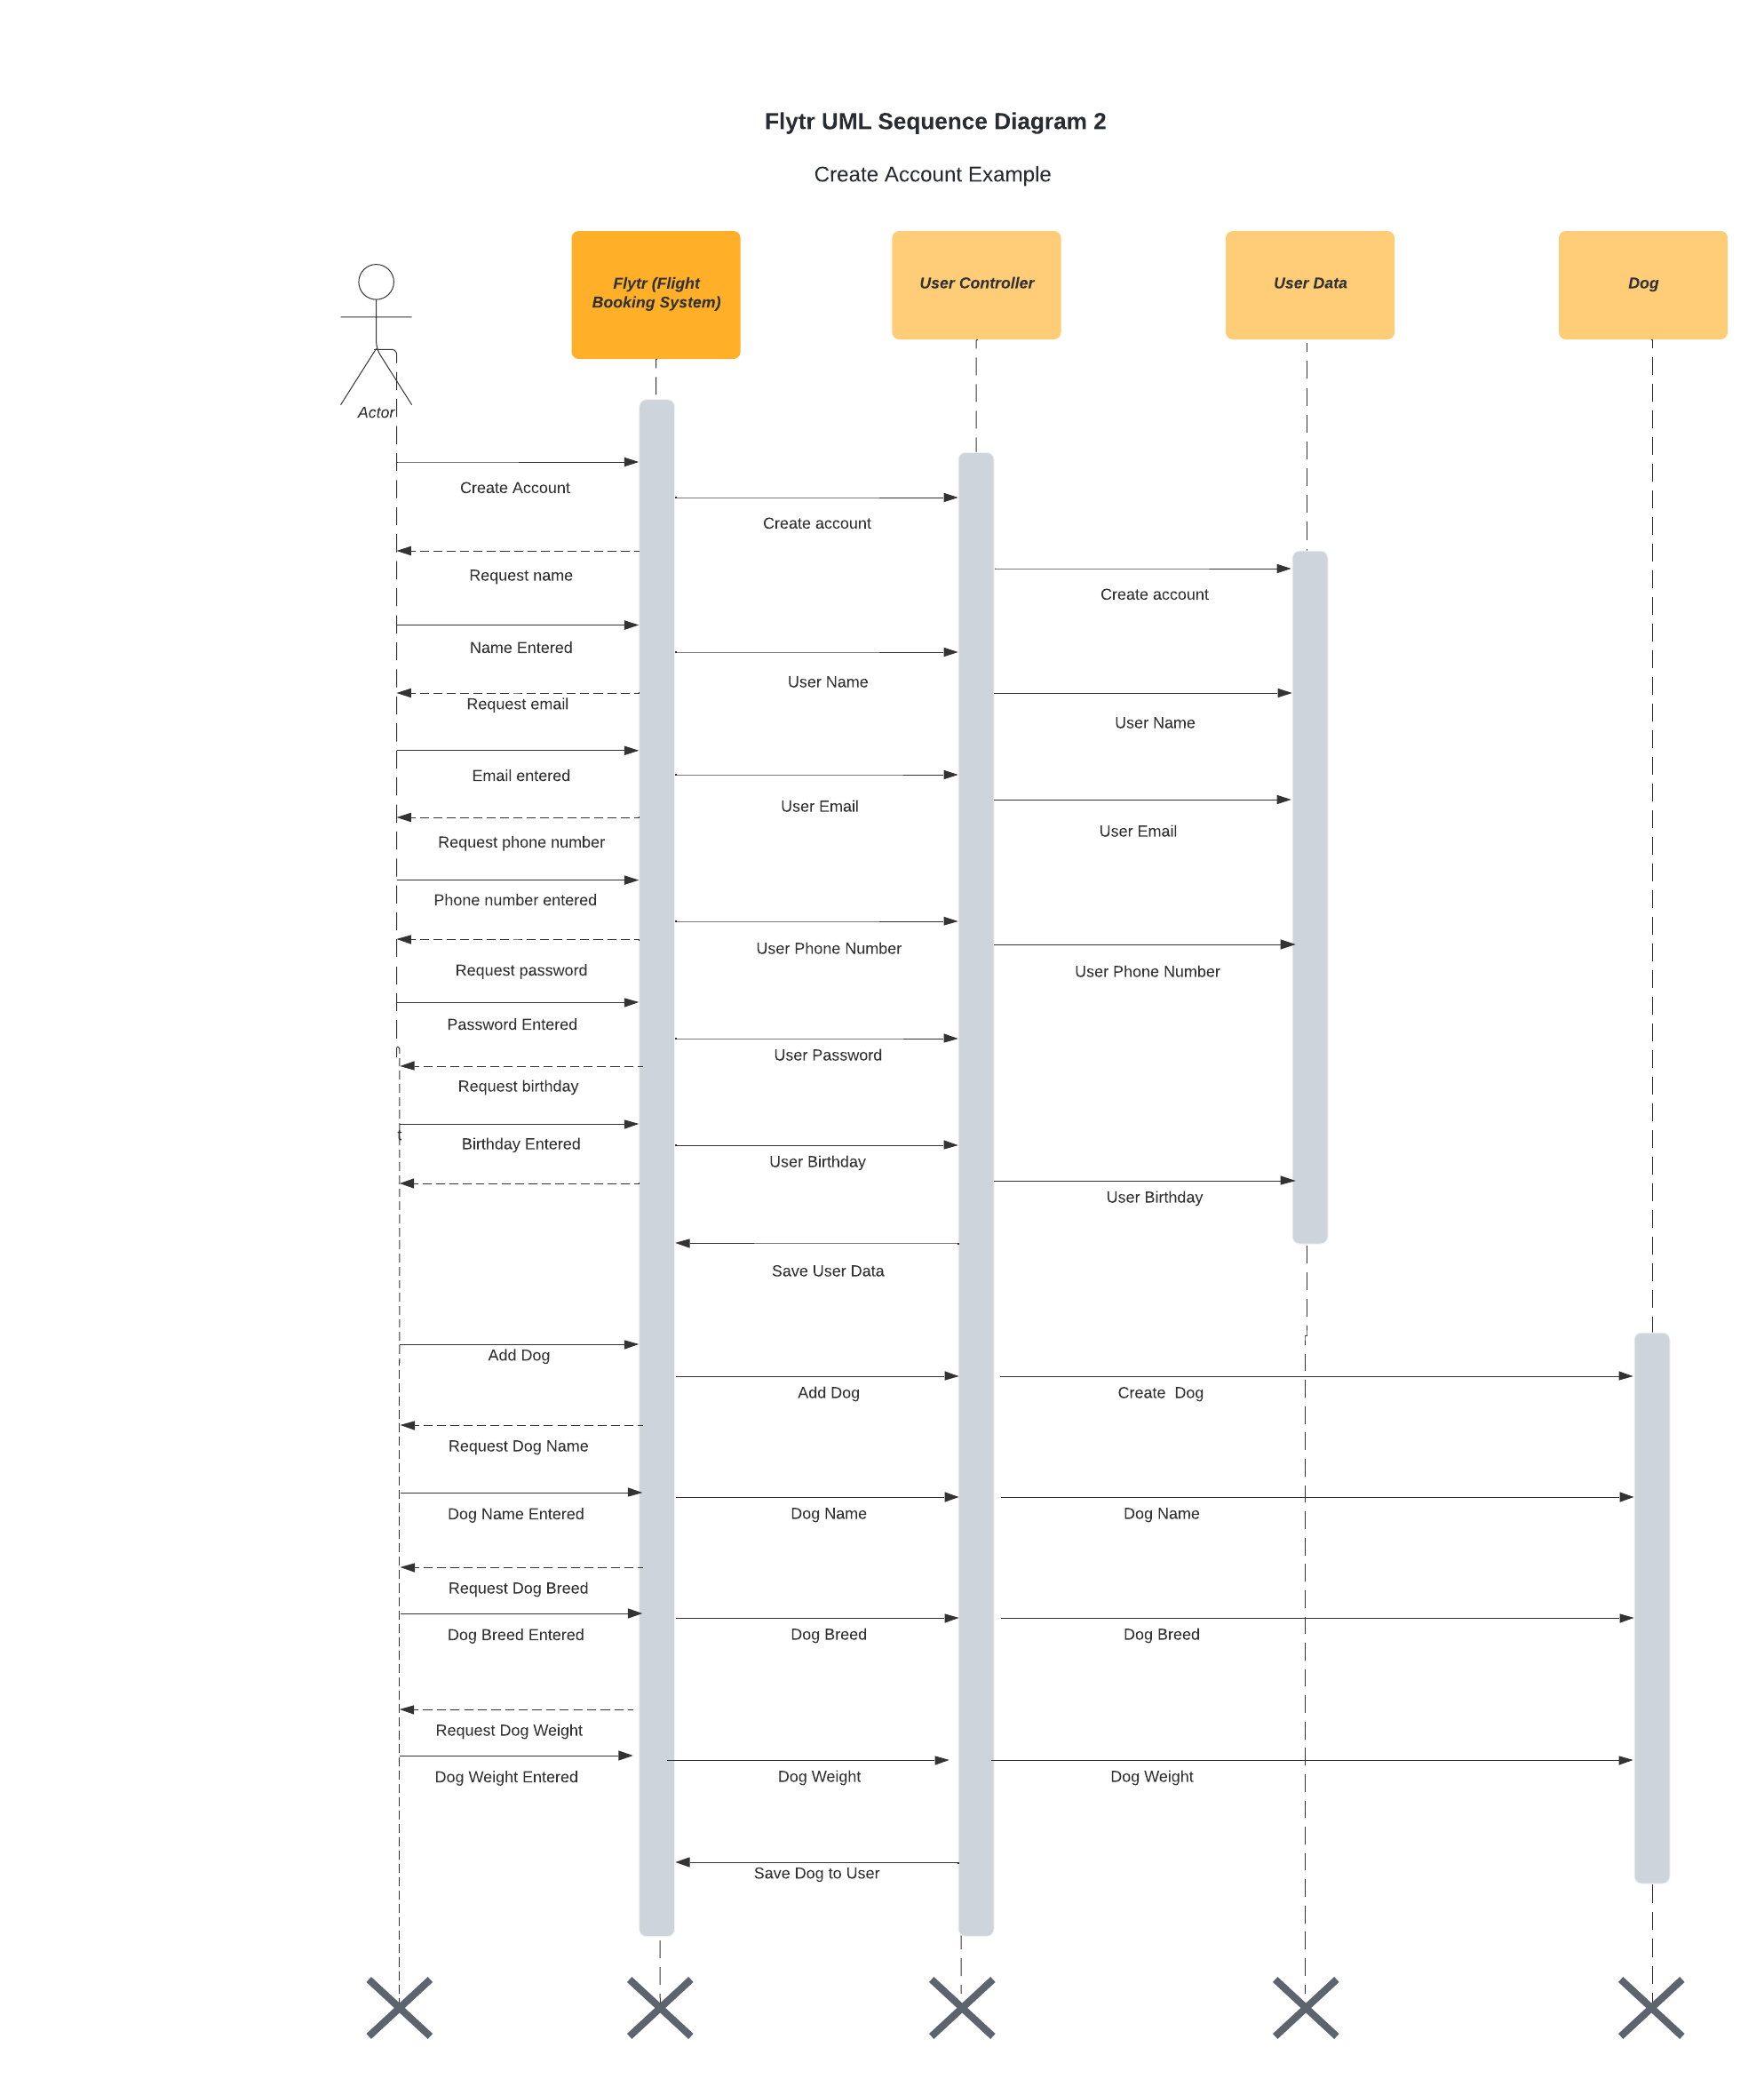 Flytr UML Sequence Diagram 2
Create Account Example
Flytr (Flight
Booking System)
User Controller
User Data
Dog
Actor
Create Account
Create account
Request name
Create account
Name Entered
User Name
Request email
User Name
Email entered
User Email
User Email
Request phone number
Phone number entered
User Phone Number
Request password
User Phone Number
Password Entered
User Password
Request birthday
t
Birthday Entered
User Birthday
User Birthday
Save User Data
Add Dog
Add Dog
Create  Dog
Request Dog Name
Dog Name Entered
Dog Name
Dog Name
Request Dog Breed
Dog Breed Entered
Dog Breed
Dog Breed
Request Dog Weight
Dog Weight Entered
Dog Weight
Dog Weight
Save Dog to User